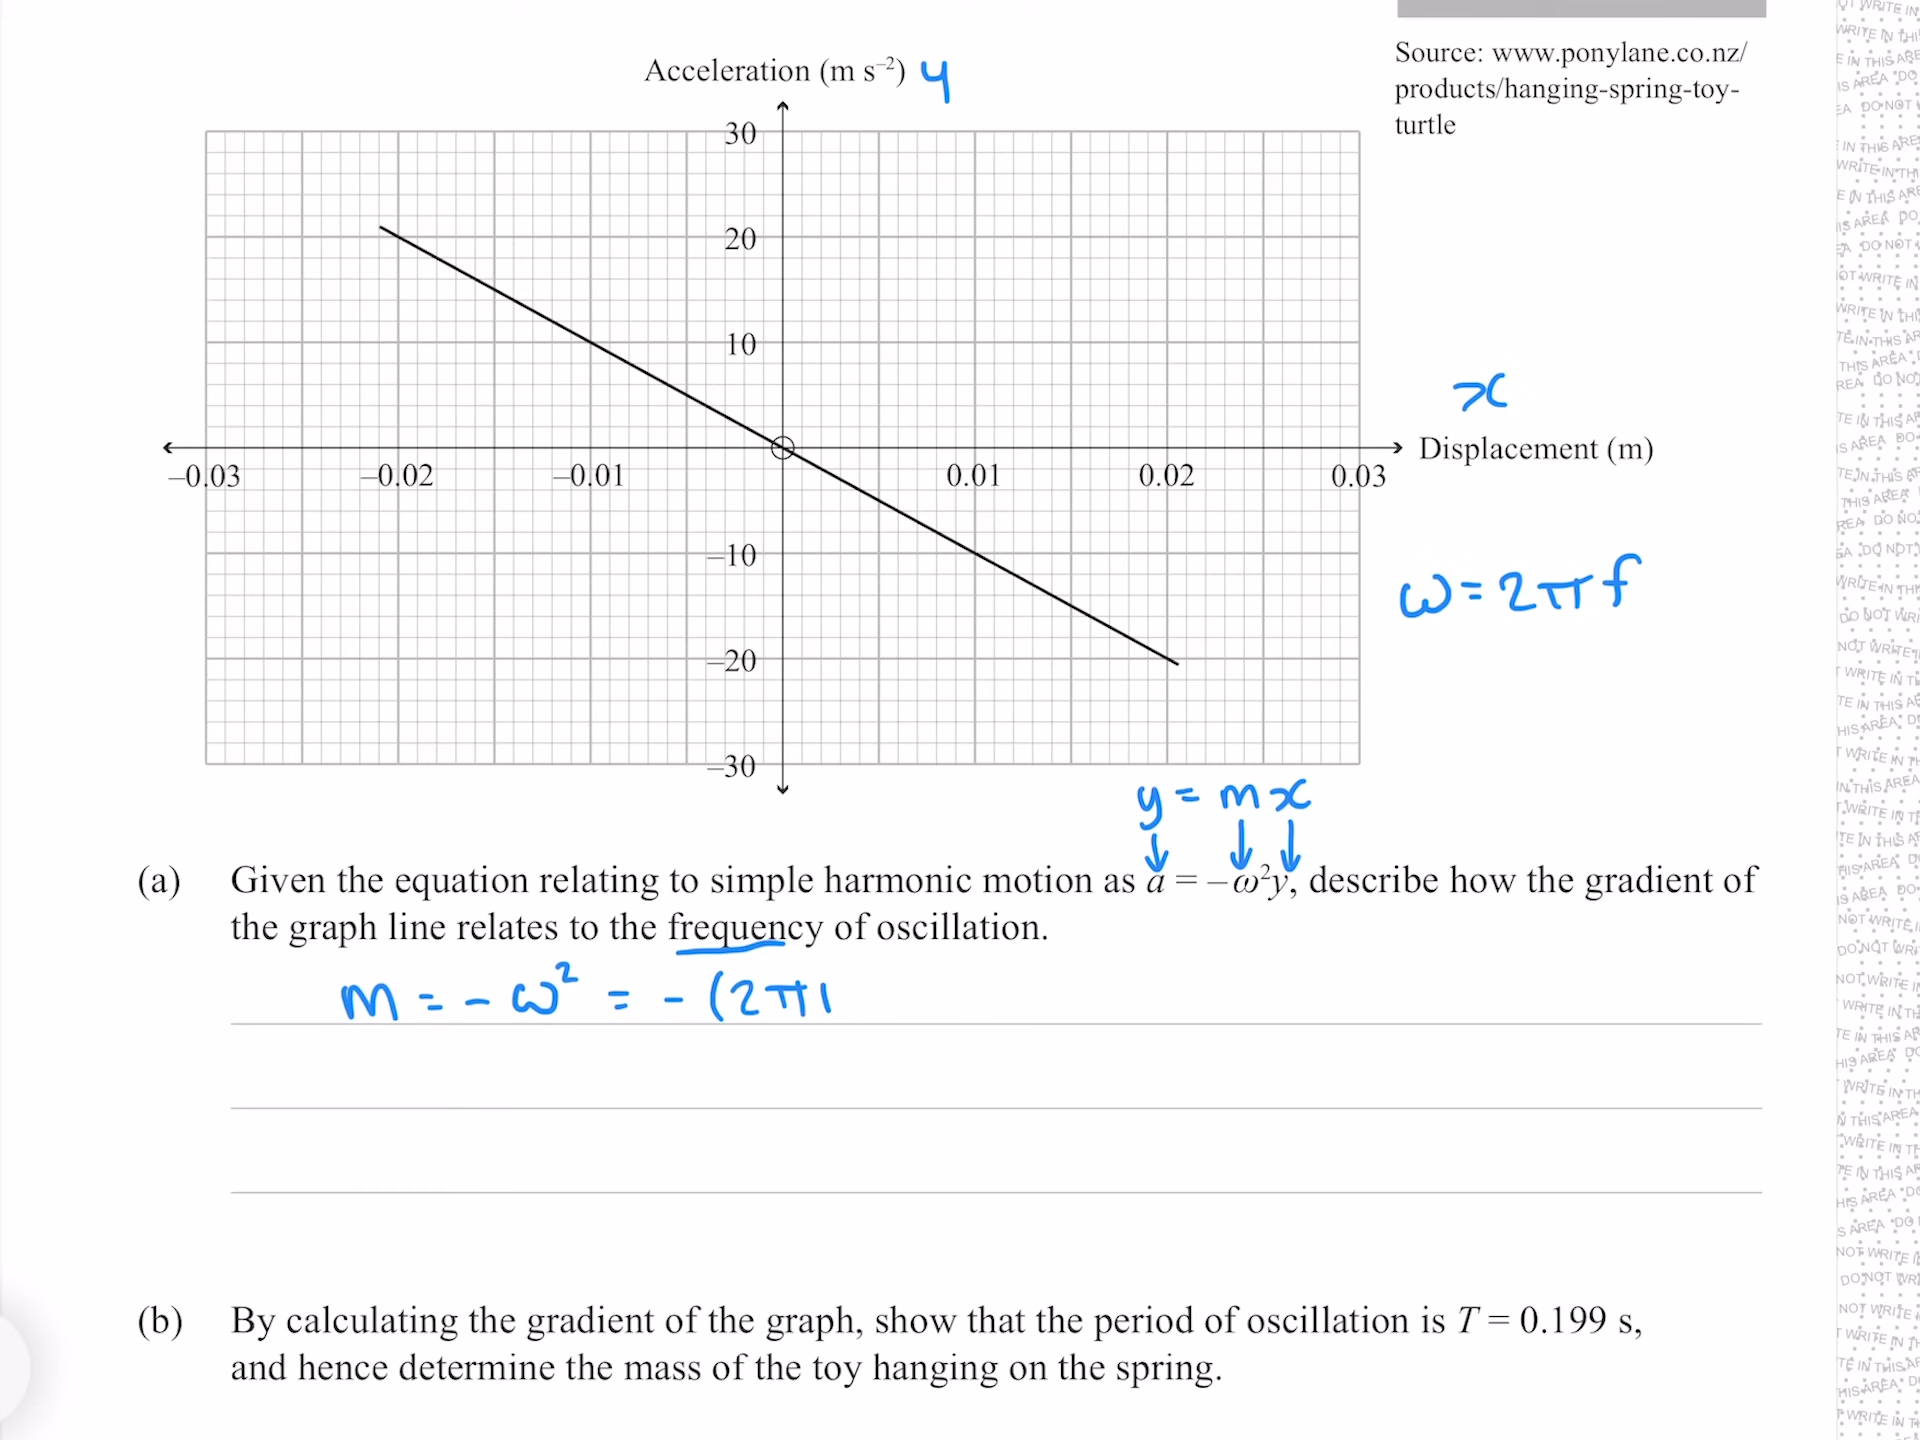 Source: www.ponylane.co.nz/
products/hanging-spring-toy-
turtle
Acceleration (m s⁻²) y
30
20
10
x
Displacement (m)
–0.03 –0.02 –0.01 0.01 0.02 0.03
–10
ω = 2πf
–20
–30
y = mx
(a) Given the equation relating to simple harmonic motion as a = –ω²y, describe how the gradient of
the graph line relates to the frequency of oscillation.
m = - ω² = - (2π
(b) By calculating the gradient of the graph, show that the period of oscillation is T = 0.199 s,
and hence determine the mass of the toy hanging on the spring.